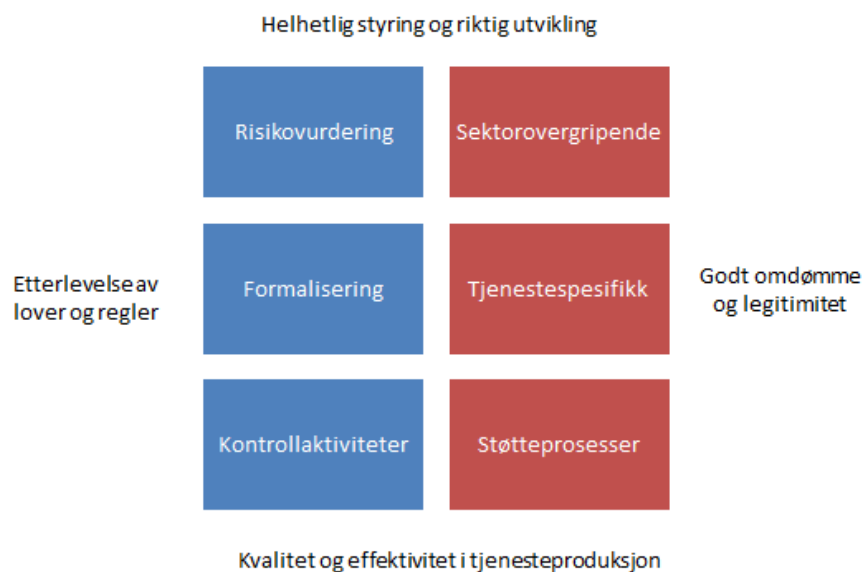 Helhetlig styring og riktig utvikling
Risikovurdering
Sektorovergripende
Etterlevelse av
lover og regler
Formalisering
Tjenestespesifikk
Godt omdømme
og legitimitet
Kontrollaktiviteter
Støtteprosesser
Kvalitet og effektivitet i tjenesteproduksjon